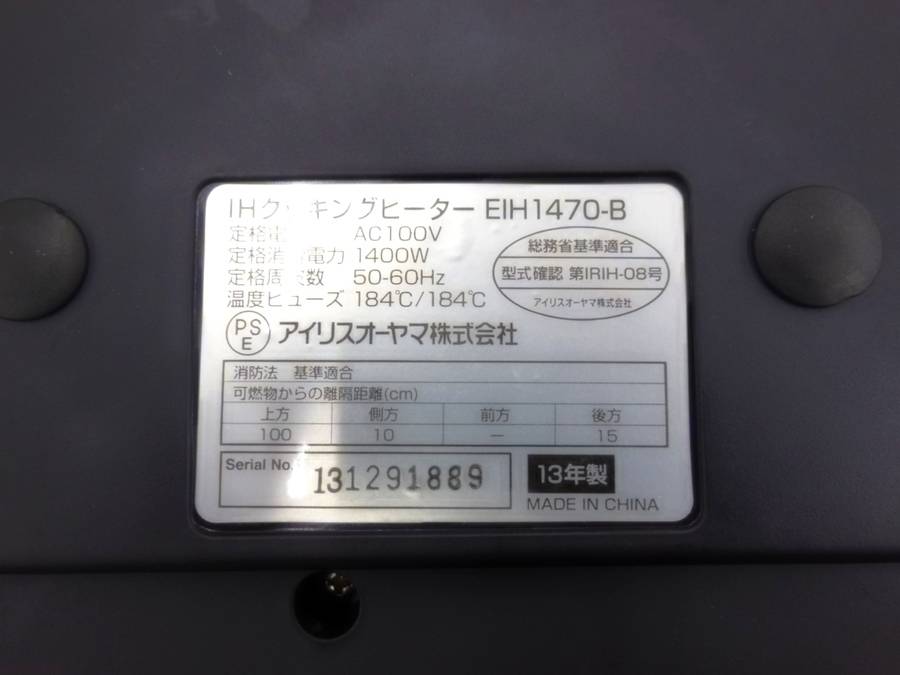 IHクッキングヒーター EIH1470-B
定格電 AC100V
定格消 電力 1400W
定格周 数 50-60Hz
温度ヒューズ 184℃/184℃
総務省基準適合
型式確認 第IRIH-08号
アイリスオーヤマ株式会社
PSE アイリスオーヤマ株式会社
消防法 基準適合
可燃物からの離隔距離(cm)
上方 側方 前方 後方
100 10 ― 15
Serial No. 131291889 13年製
MADE IN CHINA